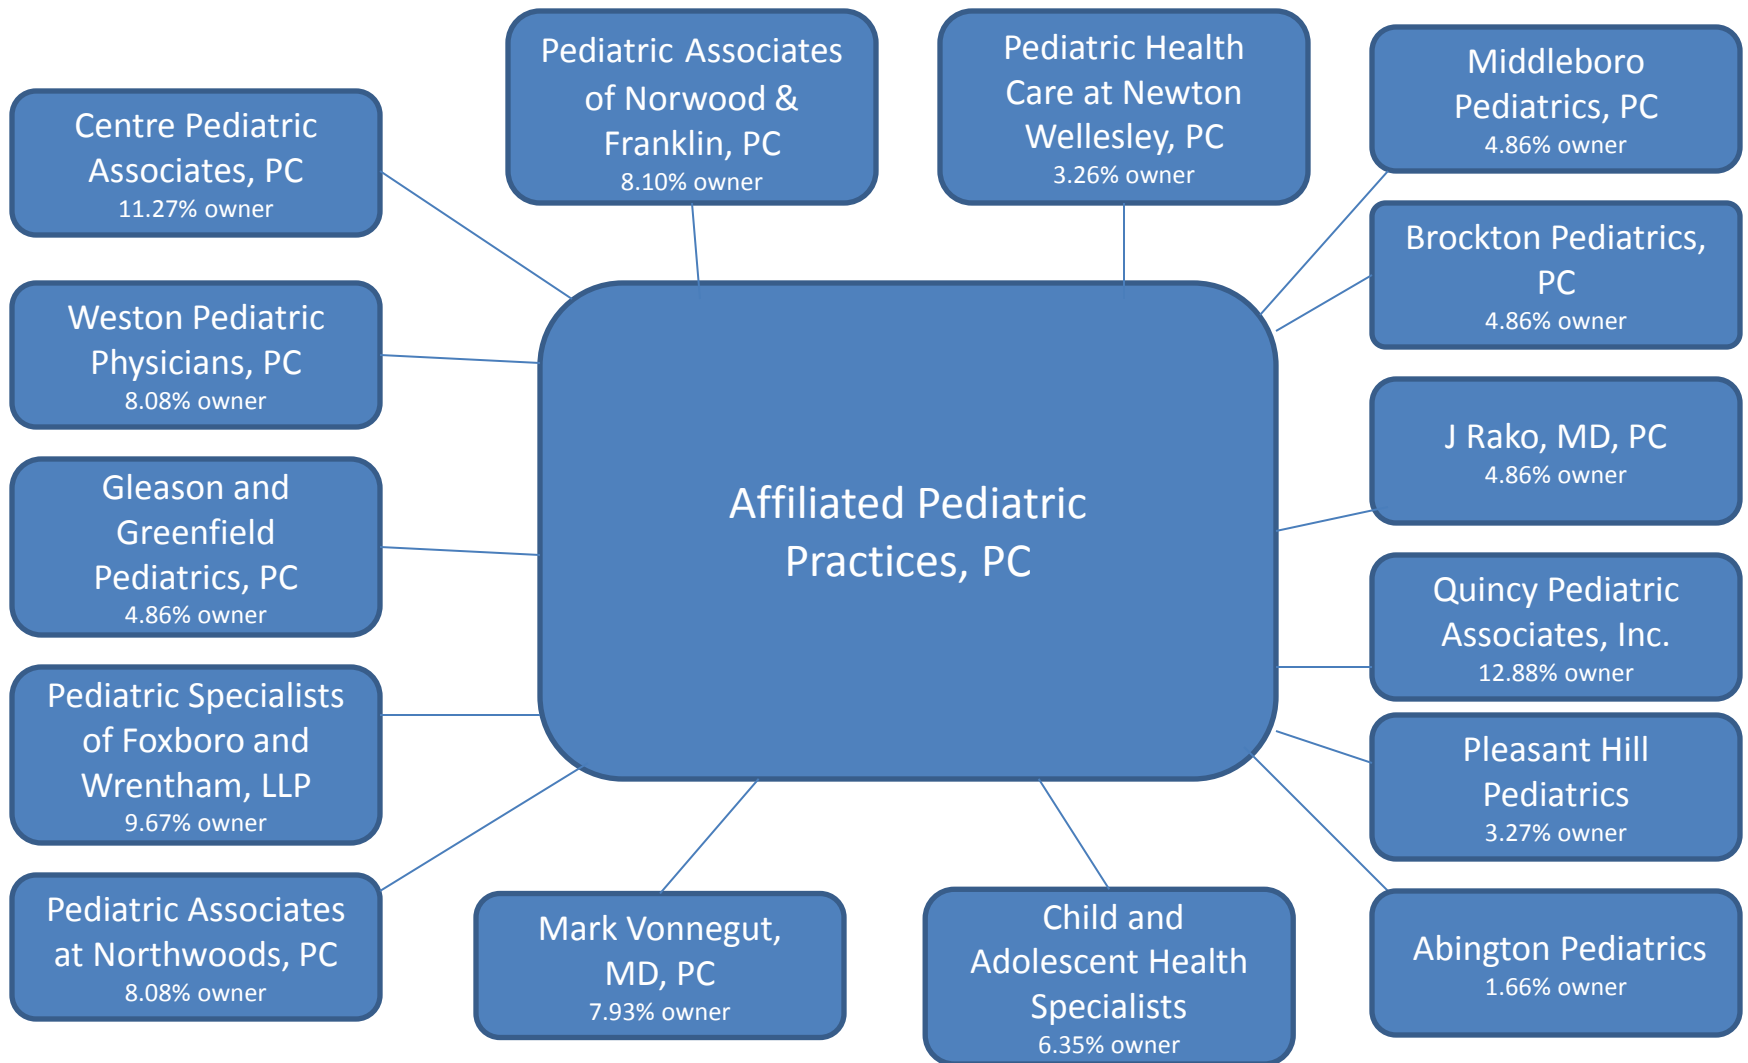 Pediatric Associates
of Norwood &
Franklin, PC
8.10% owner
Pediatric Health
Care at Newton
Wellesley, PC
3.26% owner
Middleboro
Pediatrics, PC
4.86% owner
Centre Pediatric
Associates, PC
11.27% owner
Brockton Pediatrics,
PC
4.86% owner
Weston Pediatric
Physicians, PC
8.08% owner
J Rako, MD, PC
4.86% owner
Gleason and
Greenfield
Pediatrics, PC
4.86% owner
Affiliated Pediatric
Practices, PC
Quincy Pediatric
Associates, Inc.
12.88% owner
Pediatric Specialists
of Foxboro and
Wrentham, LLP
9.67% owner
Pleasant Hill
Pediatrics
3.27% owner
Pediatric Associates
at Northwoods, PC
8.08% owner
Mark Vonnegut,
MD, PC
7.93% owner
Child and
Adolescent Health
Specialists
6.35% owner
Abington Pediatrics
1.66% owner